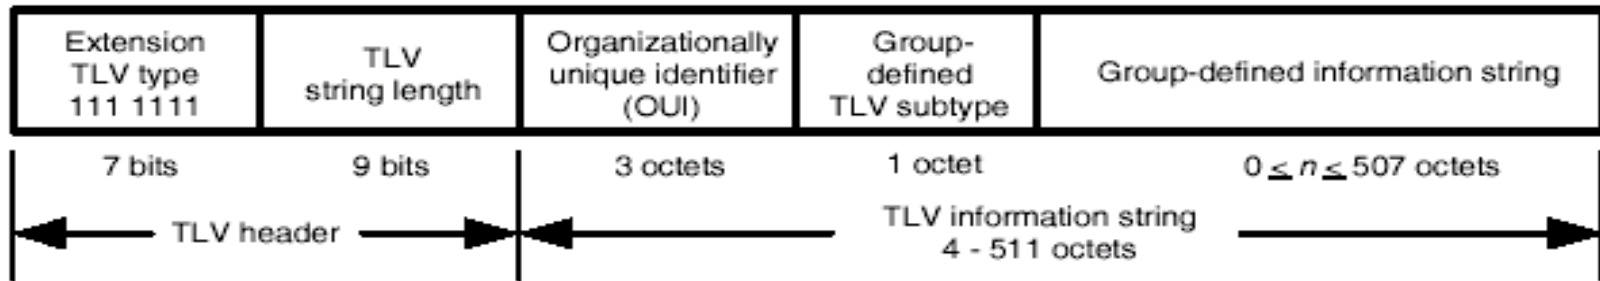 Extension
TLV type
111 1111
TLV
string length
Organizationally
unique identifier
(OUI)
Group-
defined
TLV subtype
Group-defined information string
7 bits
9 bits
3 octets
1 octet
0 ≤ n ≤ 507 octets
TLV header
TLV information string
4 - 511 octets